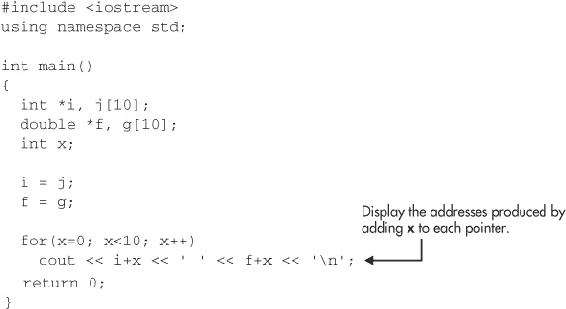 #include <iostream>
using namespace std;

int main()
{
  int *i, j[10];
  double *f, g[10];
  int x;

  i = j;
  f = g;

  for(x=0; x<10; x++)
    cout << i+x << ' ' << f+x << '\n';
  return 0;
}
Display the addresses produced by
adding x to each pointer.